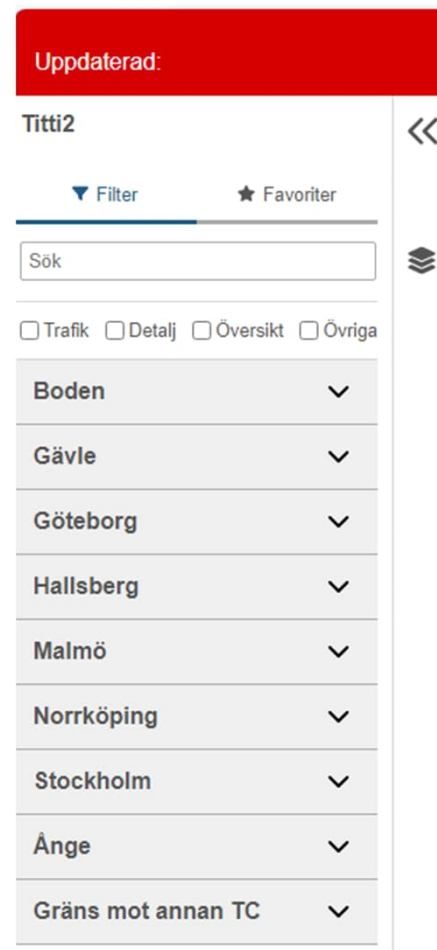 Uppdaterad:
Titti2
Filter Favoriter
Sök
Trafik Detalj Översikt Övriga
Boden
Gävle
Göteborg
Hallsberg
Malmö
Norrköping
Stockholm
Ånge
Gräns mot annan TC